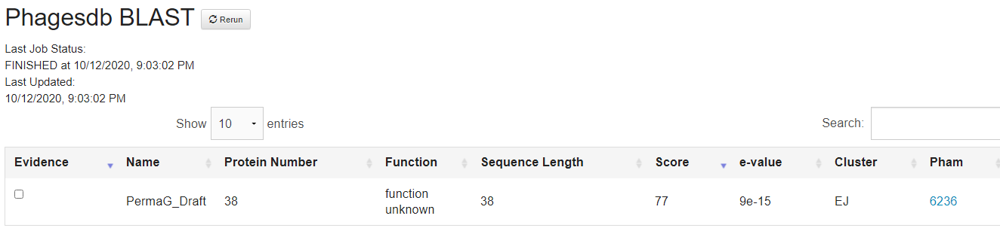 Phagesdb BLAST Rerun
Last Job Status:
FINISHED at 10/12/2020, 9:03:02 PM
Last Updated:
10/12/2020, 9:03:02 PM
Show 10 entries Search:
Evidence Name Protein Number Function Sequence Length Score e-value Cluster Pham
PermaG_Draft 38 function unknown 38 77 9e-15 EJ 6236